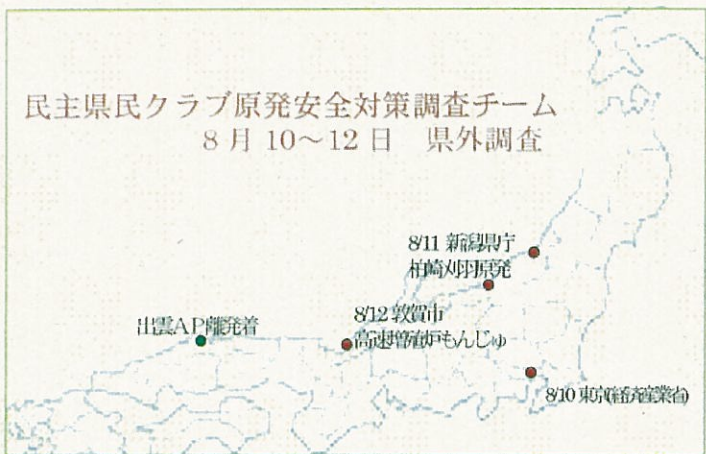 民主県民クラブ原発安全対策調査チーム
8月10～12日　県外調査
8/11 新潟県庁
柏崎刈羽原発
8/12 敦賀市
高速増殖炉もんじゅ
出雲AP離発着
8/10 東京(経済産業省)